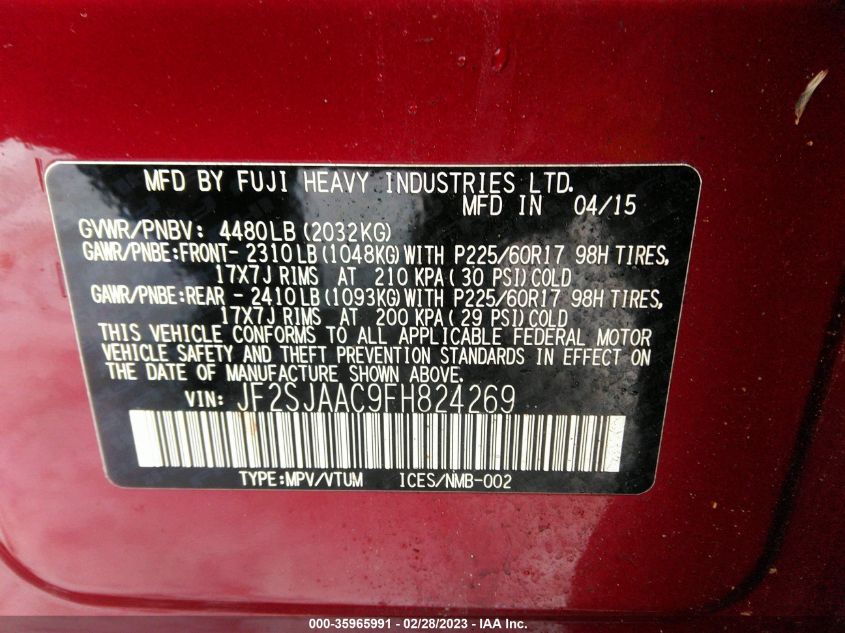 MFD BY FUJI HEAVY INDUSTRIES LTD.
MFD IN 04/15
GVWR/PNBV: 4480LB(2032KG)
GAWR/PNBE:FRONT- 2310LB(1048KG)WITH P225/60R17 98H TIRES,
17X7J RIMS AT 210 KPA( 30 PSI)COLD
GAWR/PNBE:REAR - 2410LB(1093KG)WITH P225/60R17 98H TIRES,
17X7J RIMS AT 200 KPA( 29 PSI)COLD
THIS VEHICLE CONFORMS TO ALL APPLICABLE FEDERAL MOTOR
VEHICLE SAFETY AND THEFT PREVENTION STANDARDS IN EFFECT ON
THE DATE OF MANUFACTURE SHOWN ABOVE.
VIN: JF2SJAAC9FH824269
TYPE:MPV/VTUM ICES/NMB-002
000-35965991 - 02/28/2023 - IAA Inc.